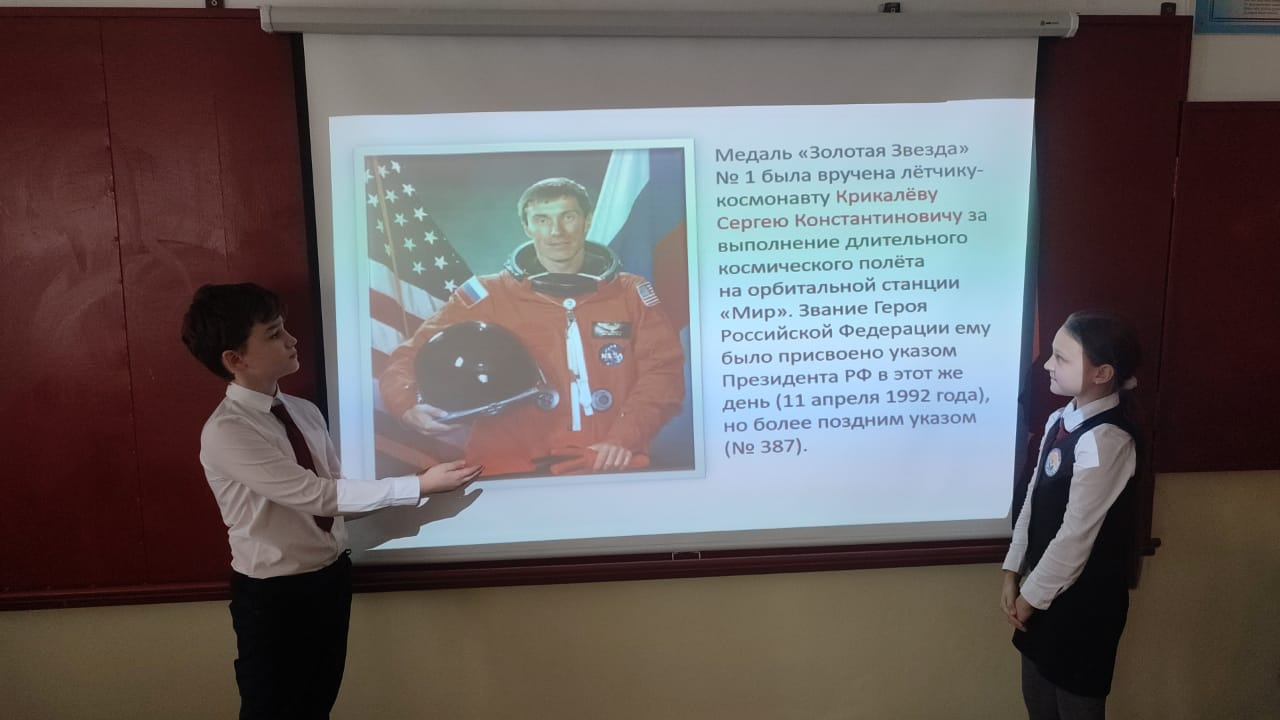 Медаль «Золотая Звезда»
№ 1 была вручена лётчику-
космонавту Крикалёву
Сергею Константиновичу за
выполнение длительного
космического полёта
на орбитальной станции
«Мир». Звание Героя
Российской Федерации ему
было присвоено указом
Президента РФ в этот же
день (11 апреля 1992 года),
но более поздним указом
(№ 387).
NASA